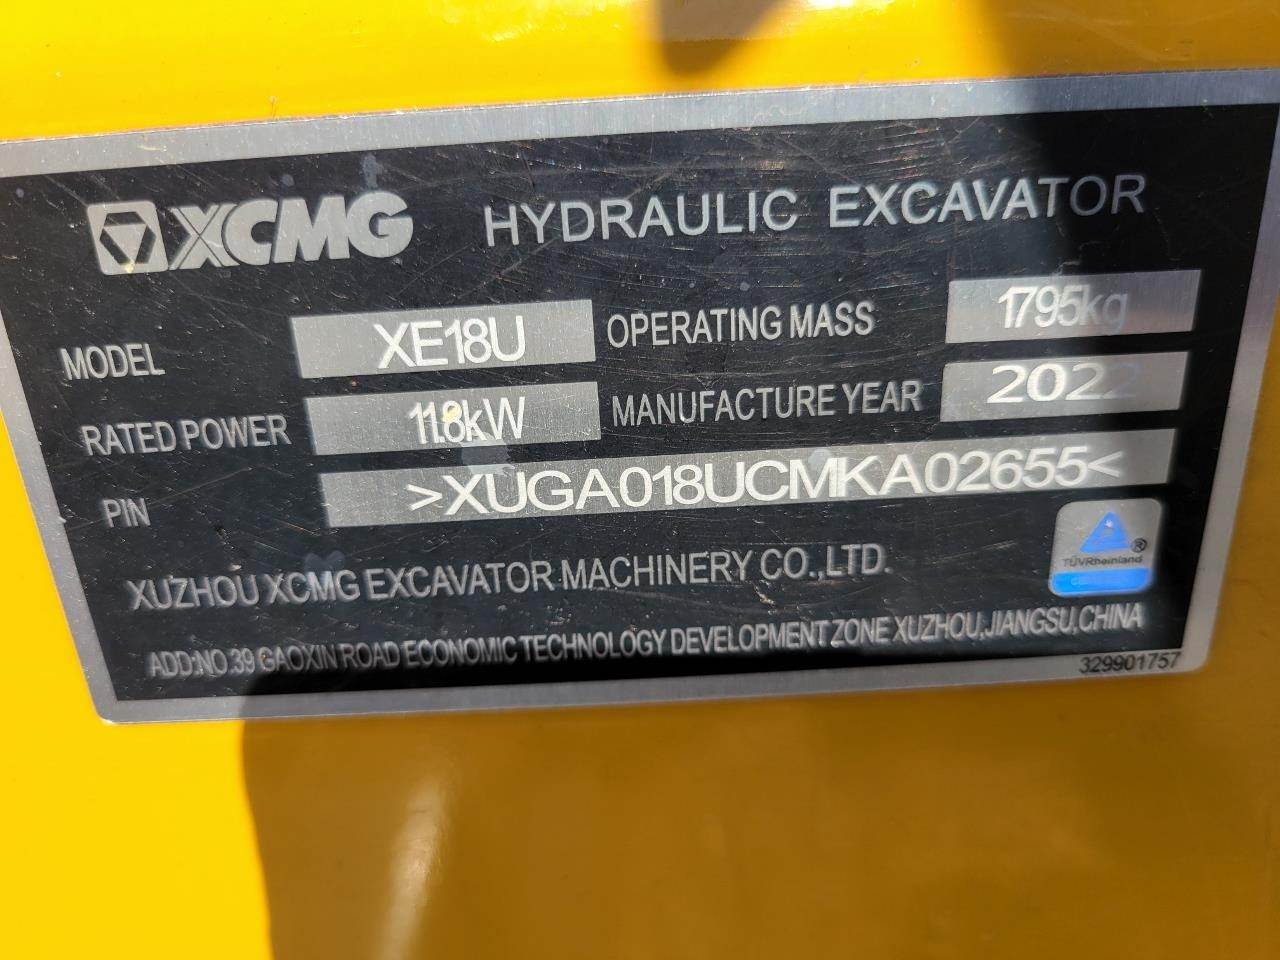 XCMG HYDRAULIC EXCAVATOR
MODEL XE18U OPERATING MASS 1795kg
RATED POWER 11.8kW MANUFACTURE YEAR 2022
PIN >XUGA018UCMKA02655<
XUZHOU XCMG EXCAVATOR MACHINERY CO.,LTD.
TÜVRheinland ®
ADD:NO.39 GAOXIN ROAD ECONOMIC TECHNOLOGY DEVELOPMENT ZONE XUZHOU,JIANGSU,CHINA
329901757